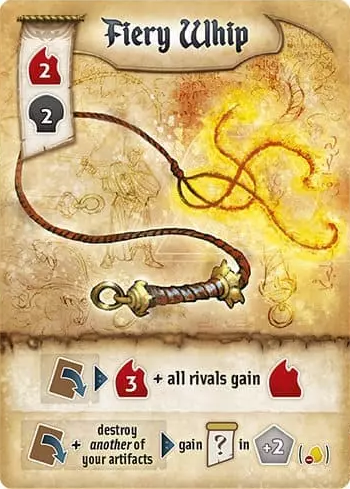 Fiery Whip
2
2
3 + all rivals gain
+ destroy
another of
your artifacts
gain ? in +2 ( )